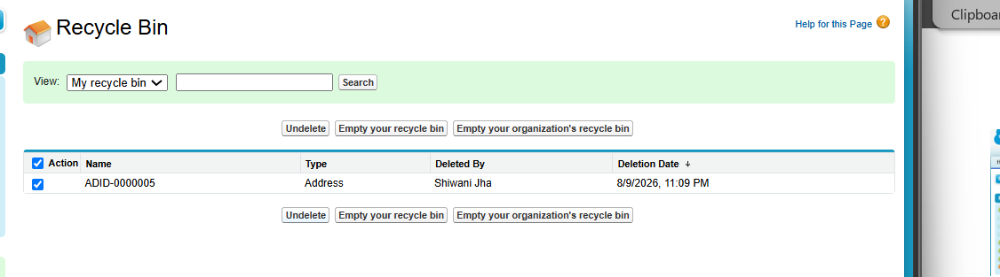 Recycle Bin
Help for this Page ?
Clipboar
View: My recycle bin Search
Undelete Empty your recycle bin Empty your organization's recycle bin
Action Name Type Deleted By Deletion Date
ADID-0000005 Address Shiwani Jha 8/9/2026, 11:09 PM
Undelete Empty your recycle bin Empty your organization's recycle bin